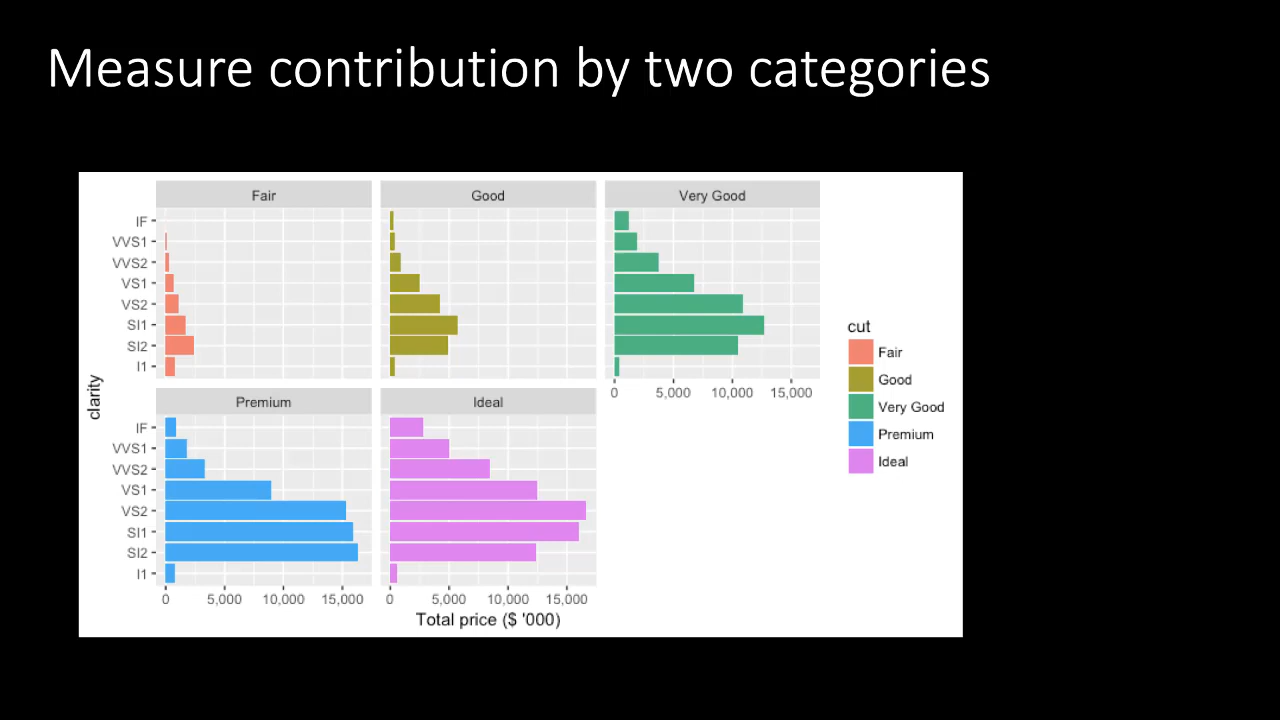 Measure contribution by two categories
Fair
Good
Very Good
IF
VVS1
VVS2
VS1
VS2
SI1
SI2
I1
0 5,000 10,000 15,000
clarity
Premium
Ideal
IF
VVS1
VVS2
VS1
VS2
SI1
SI2
I1
0 5,000 10,000 15,000
0 5,000 10,000 15,000
Total price ($ '000)
cut
Fair
Good
Very Good
Premium
Ideal